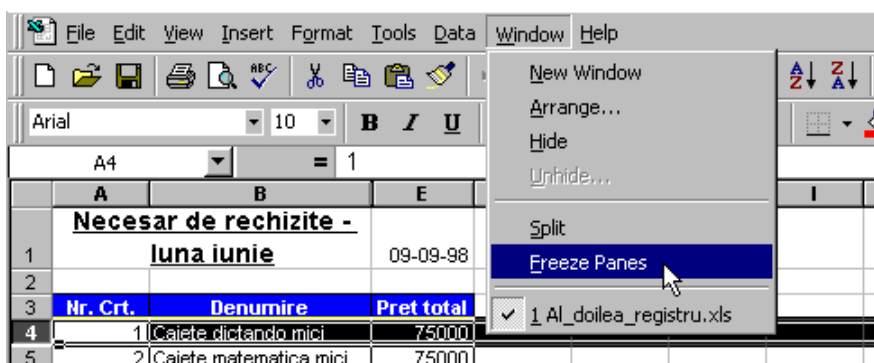 File Edit View Insert Format Tools Data Window Help
ABC
A Z Z A
Arial 10 B I U
A4 = 1
A B E I
1 Necesar de rechizite -
luna iunie 09-09-98
2
3 Nr. Crt. Denumire Pret total
4 1 Caiete dictando mici 75000
5 2 Caiete matematica mici 75000
New Window
Arrange...
Hide
Unhide...
Split
Freeze Panes
1 Al_doilea_registru.xls